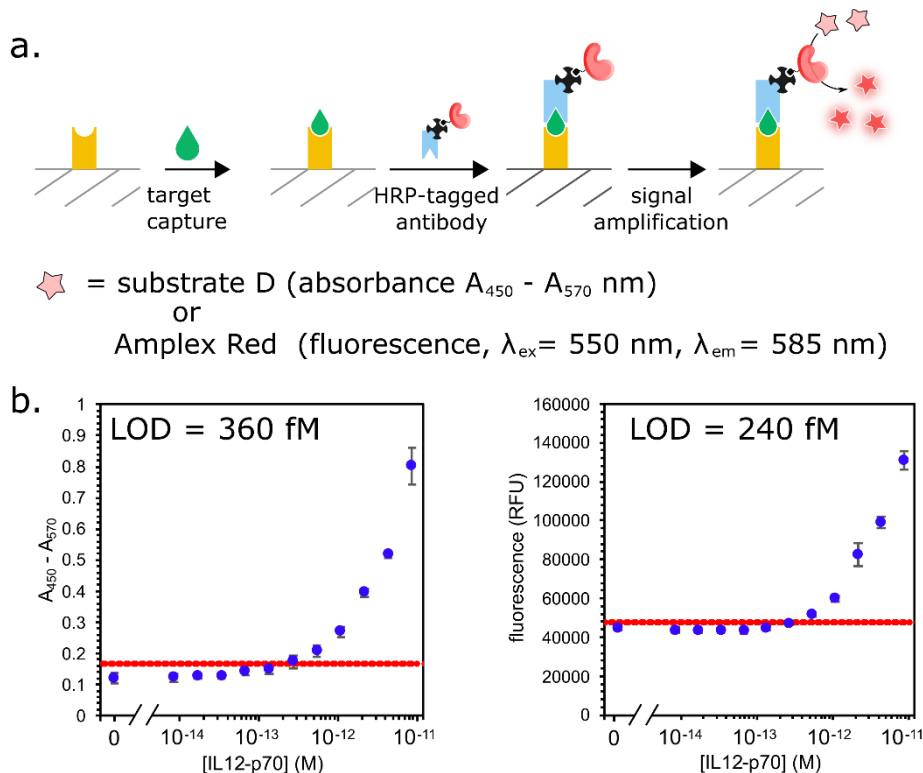 a.
target
capture
HRP-tagged
antibody
signal
amplification
= substrate D (absorbance A₄₅₀ - A₅₇₀ nm)
or
Amplex Red (fluorescence, λₑₓ= 550 nm, λₑₘ= 585 nm)
b.
LOD = 360 fM
A₄₅₀ - A₅₇₀
1
0.9
0.8
0.7
0.6
0.5
0.4
0.3
0.2
0.1
0
0 10⁻¹⁴ 10⁻¹³ 10⁻¹² 10⁻¹¹
[IL12-p70] (M)
LOD = 240 fM
fluorescence (RFU)
160000
140000
120000
100000
80000
60000
40000
20000
0
0 10⁻¹⁴ 10⁻¹³ 10⁻¹² 10⁻¹¹
[IL12-p70] (M)